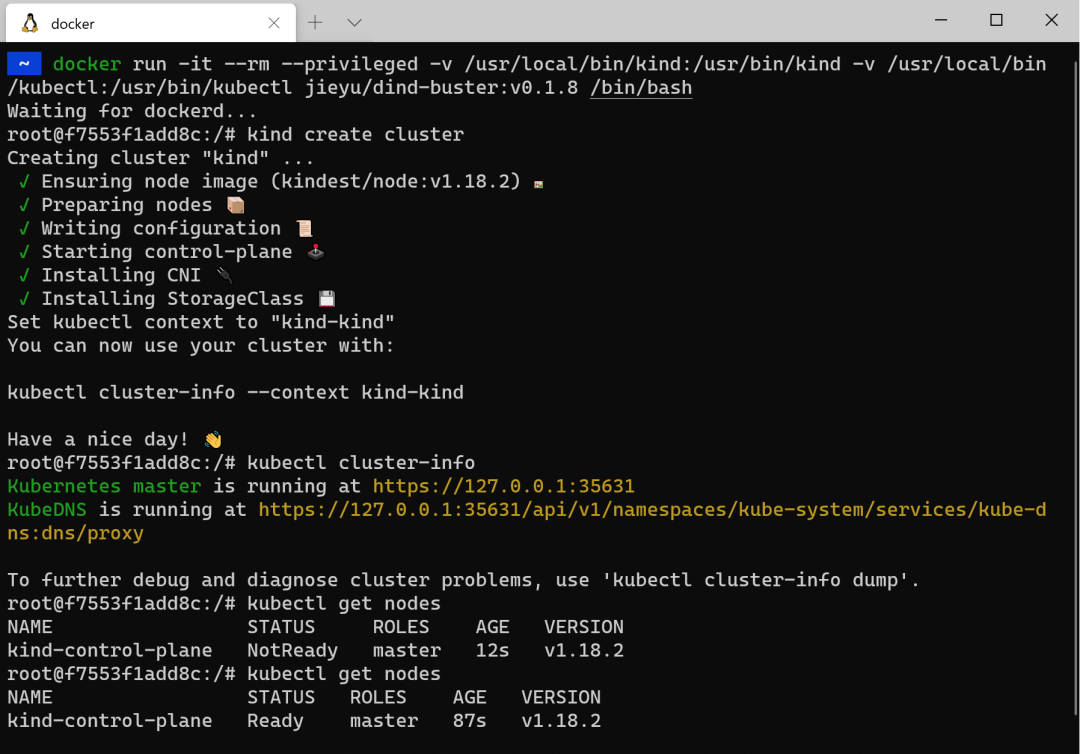 docker
~ docker run -it --rm --privileged -v /usr/local/bin/kind:/usr/bin/kind -v /usr/local/bin
/kubectl:/usr/bin/kubectl jieyu/dind-buster:v0.1.8 /bin/bash
Waiting for dockerd...
root@f7553f1add8c:/# kind create cluster
Creating cluster "kind" ...
✓ Ensuring node image (kindest/node:v1.18.2) 🖼
✓ Preparing nodes 📦
✓ Writing configuration 📜
✓ Starting control-plane 🕹
✓ Installing CNI 🔌
✓ Installing StorageClass 💾
Set kubectl context to "kind-kind"
You can now use your cluster with:
kubectl cluster-info --context kind-kind
Have a nice day! 👋
root@f7553f1add8c:/# kubectl cluster-info
Kubernetes master is running at https://127.0.0.1:35631
KubeDNS is running at https://127.0.0.1:35631/api/v1/namespaces/kube-system/services/kube-d
ns:dns/proxy
To further debug and diagnose cluster problems, use 'kubectl cluster-info dump'.
root@f7553f1add8c:/# kubectl get nodes
NAME STATUS ROLES AGE VERSION
kind-control-plane NotReady master 12s v1.18.2
root@f7553f1add8c:/# kubectl get nodes
NAME STATUS ROLES AGE VERSION
kind-control-plane Ready master 87s v1.18.2